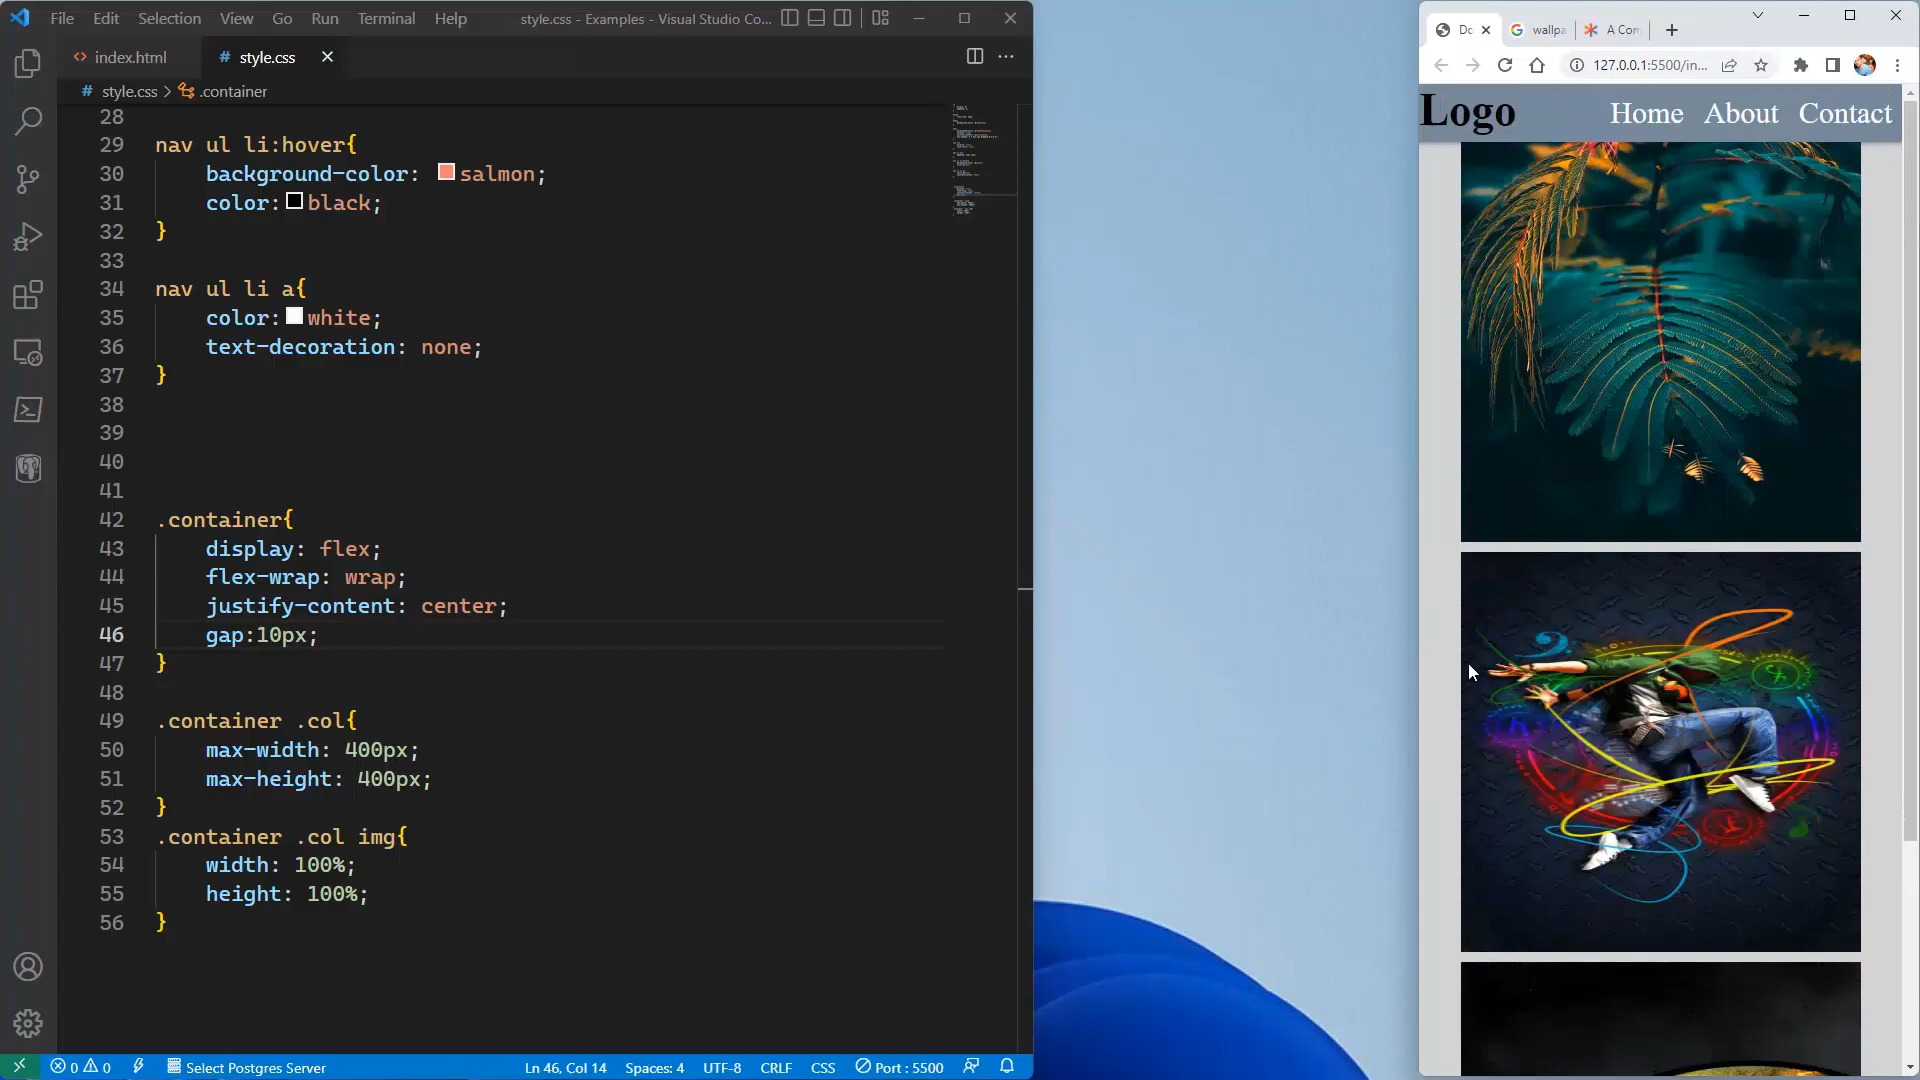 File Edit Selection View Go Run Terminal Help style.css - Examples - Visual Studio Co...
index.html # style.css
# style.css > .container
28
29 nav ul li:hover{
30 background-color: salmon;
31 color: black;
32 }
33
34 nav ul li a{
35 color: white;
36 text-decoration: none;
37 }
38
39
40
41
42 .container{
43 display: flex;
44 flex-wrap: wrap;
45 justify-content: center;
46 gap:10px;
47 }
48
49 .container .col{
50 max-width: 400px;
51 max-height: 400px;
52 }
53 .container .col img{
54 width: 100%;
55 height: 100%;
56 }
0 0 Select Postgres Server Ln 46, Col 14 Spaces: 4 UTF-8 CRLF CSS Port : 5500
Do wallpa A Con
127.0.0.1:5500/in...
Logo Home About Contact